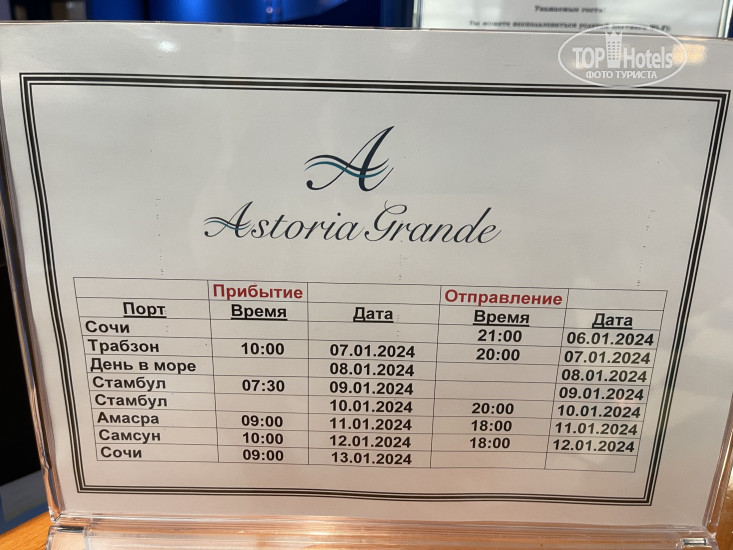 Уважаемые гости!
TOP Hotels
ФОТО ТУРИСТА
A
Astoria Grande
Прибытие Отправление
Порт Время Дата Время Дата
Сочи 21:00 06.01.2024
Трабзон 10:00 07.01.2024 20:00 07.01.2024
День в море 08.01.2024 08.01.2024
Стамбул 07:30 09.01.2024 09.01.2024
Стамбул 10.01.2024 20:00 10.01.2024
Амасра 09:00 11.01.2024 18:00 11.01.2024
Самсун 10:00 12.01.2024 18:00 12.01.2024
Сочи 09:00 13.01.2024